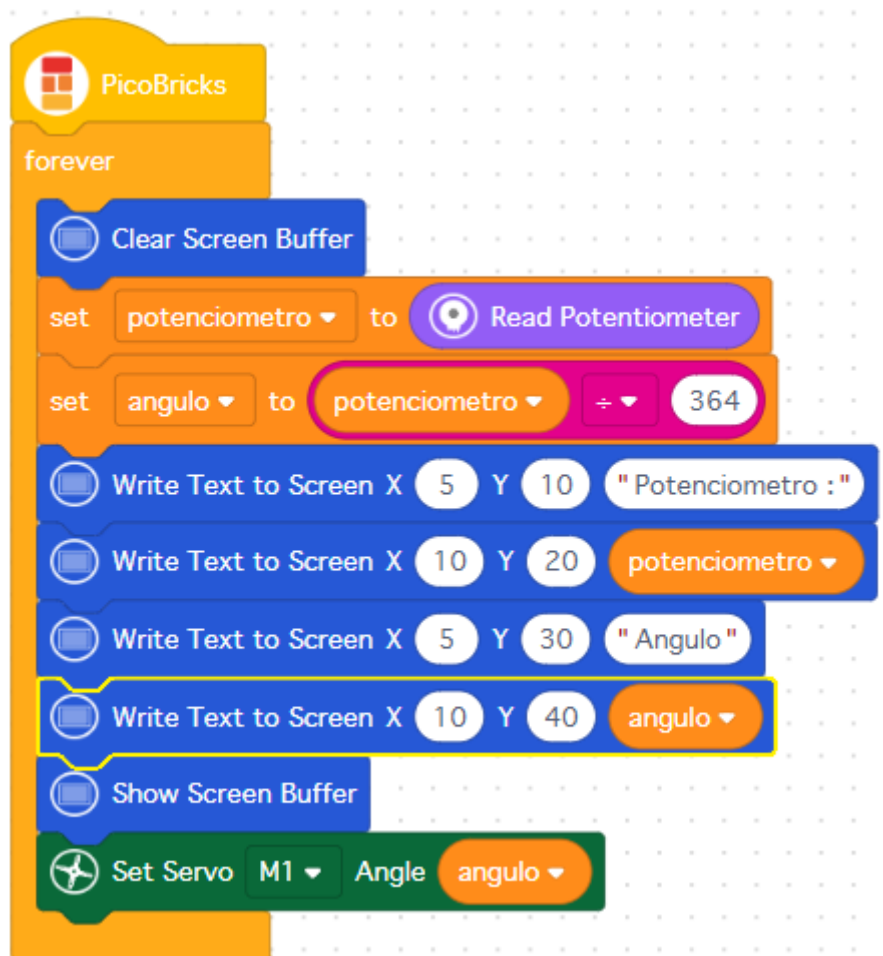 PicoBricks
forever
Clear Screen Buffer
set potenciometro to Read Potentiometer
set angulo to potenciometro ÷ 364
Write Text to Screen X 5 Y 10 "Potenciometro :"
Write Text to Screen X 10 Y 20 potenciometro
Write Text to Screen X 5 Y 30 "Angulo"
Write Text to Screen X 10 Y 40 angulo
Show Screen Buffer
Set Servo M1 Angle angulo